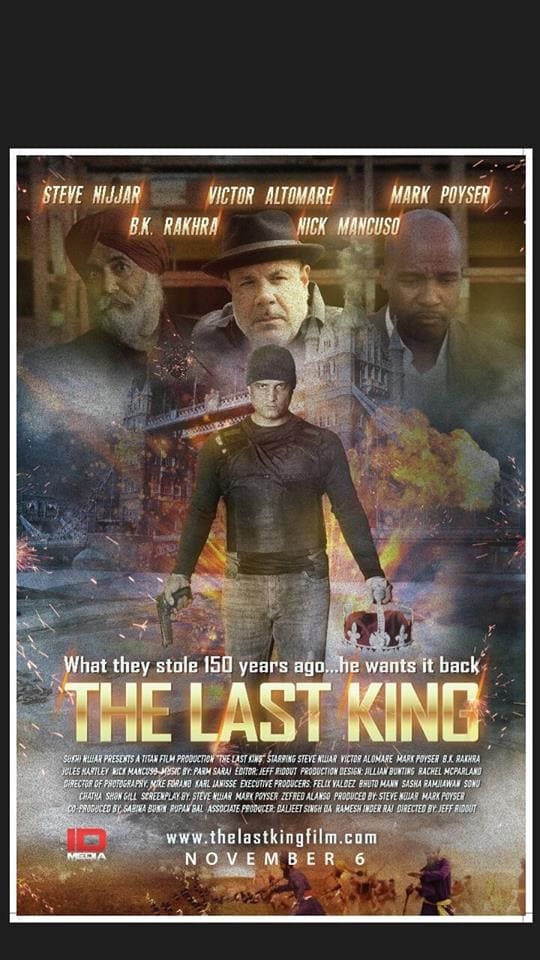 STEVE NIJJAR VICTOR ALTOMARE MARK POYSER
B.K. RAKHRA NICK MANCUSO
What they stole 150 years ago...he wants it back
THE LAST KING
SUKHI NIJJAR PRESENTS A TITAN FILM PRODUCTION "THE LAST KING" STARRING STEVE NIJJAR VICTOR ALOMARE MARK POYSER B.K. RAKHRA
JULES HARTLEY NICK MANCUSO MUSIC BY: PARM SARAI EDITOR: JEFF RIDOUT PRODUCTION DESIGN: JILLIAN BUNTING RACHEL MCPARLAND
DIRECTOR OF PHOTOGRAPHY: MIKE FORANO KARL JANISSE EXECUTIVE PRODUCERS: FELIX VALDEZ BHUTO MANN SASHA RAMJIAWAN SONU
CHATHA SHON GILL SCREENPLAY BY: STEVE NIJJAR MARK POYSER ZEFRED ALANSO PRODUCED BY: STEVE NIJJAR MARK POYSER
CO-PRODUCED BY: SABINA BUNIN RUPAN BAL ASSOCIATE PRODUCER: DALJEET SINGH DA RAMESH INDER RAI DIRECTED BY: JEFF RIDOUT
ID
MEDIA
www.thelastkingfilm.com
NOVEMBER 6